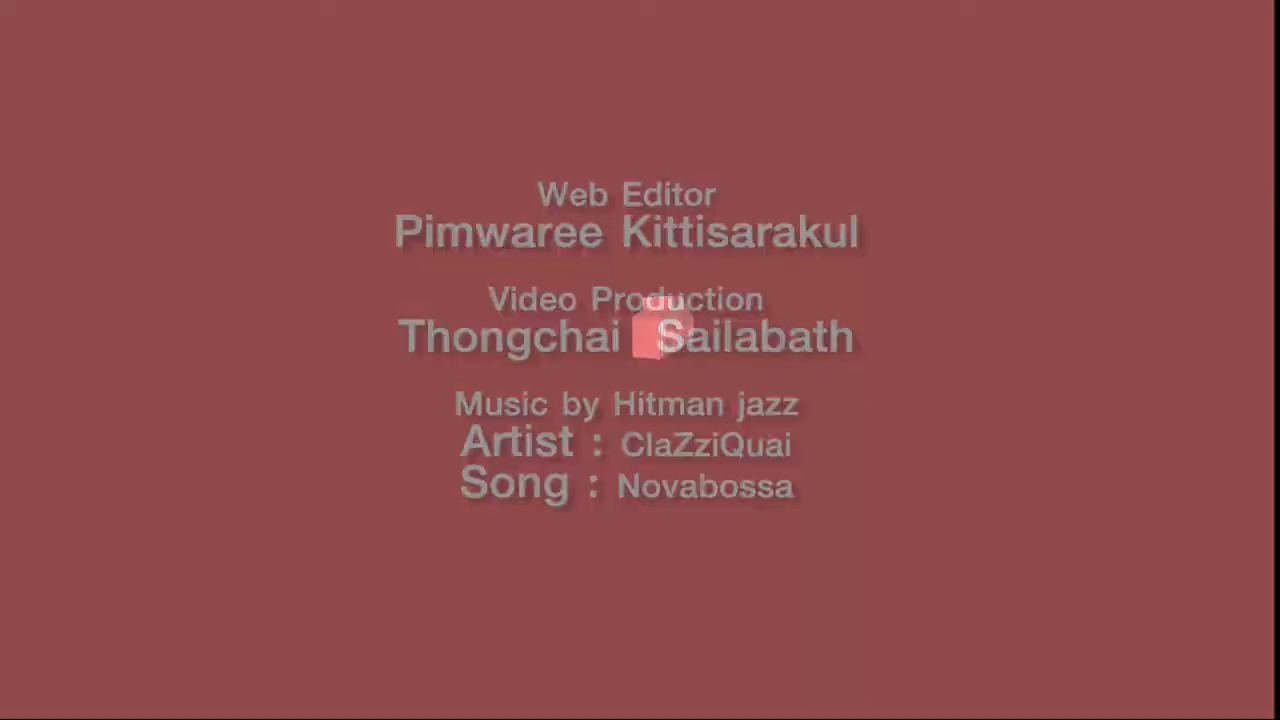 Web Editor
Pimwaree Kittisarakul
Video Production
Thongchai Sailabath
Music by Hitman jazz
Artist : ClaZziQuai
Song : Novabossa